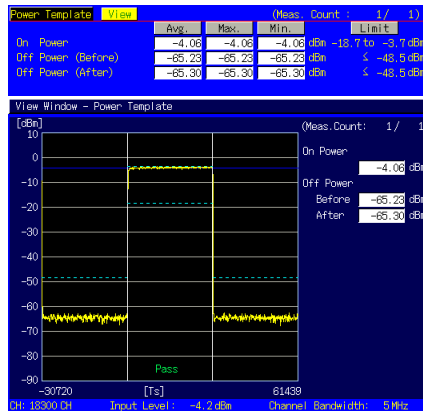 Power Template View (Meas. Count : 1/ 1)
Avg. Max. Min. Limit
On Power -4.06 -4.06 -4.06 dBm -18.7 to -3.7 dBm
Off Power (Before) -65.23 -65.23 -65.23 dBm ≤ -48.5 dBm
Off Power (After) -65.30 -65.30 -65.30 dBm ≤ -48.5 dBm
View Window - Power Template
[dBm]
(Meas.Count: 1/ 1
10
0
-10
-20
-30
-40
-50
-60
-70
-80
-90
On Power
-4.06 dBm
Off Power
Before -65.23 dBm
After -65.30 dBm
Pass
-30720 [Ts] 61439
CH: 18300 CH Input Level: -4.2 dBm Channel Bandwidth: 5 MHz